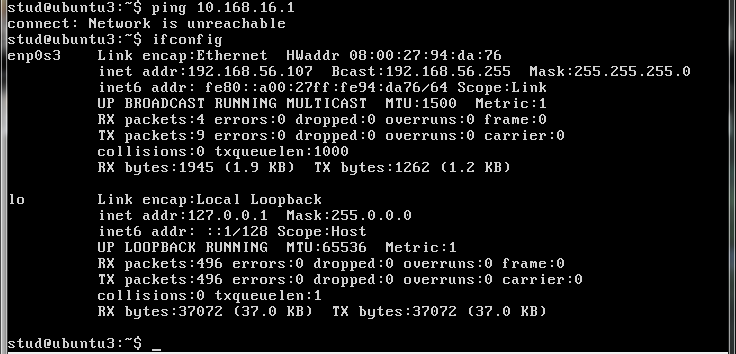 stud@ubuntu3:~$ ping 10.168.16.1
connect: Network is unreachable
stud@ubuntu3:~$ ifconfig
enp0s3    Link encap:Ethernet  HWaddr 08:00:27:94:da:76
          inet addr:192.168.56.107  Bcast:192.168.56.255  Mask:255.255.255.0
          inet6 addr: fe80::a00:27ff:fe94:da76/64 Scope:Link
          UP BROADCAST RUNNING MULTICAST  MTU:1500  Metric:1
          RX packets:4 errors:0 dropped:0 overruns:0 frame:0
          TX packets:9 errors:0 dropped:0 overruns:0 carrier:0
          collisions:0 txqueuelen:1000
          RX bytes:1945 (1.9 KB)  TX bytes:1262 (1.2 KB)

lo        Link encap:Local Loopback
          inet addr:127.0.0.1  Mask:255.0.0.0
          inet6 addr: ::1/128 Scope:Host
          UP LOOPBACK RUNNING  MTU:65536  Metric:1
          RX packets:496 errors:0 dropped:0 overruns:0 frame:0
          TX packets:496 errors:0 dropped:0 overruns:0 carrier:0
          collisions:0 txqueuelen:1
          RX bytes:37072 (37.0 KB)  TX bytes:37072 (37.0 KB)

stud@ubuntu3:~$ _